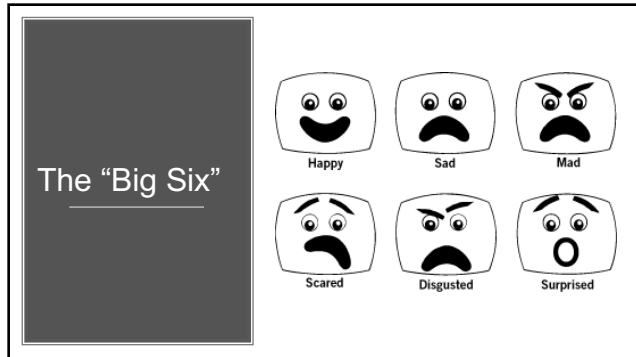 The “Big Six”
Happy
Sad
Mad
Scared
Disgusted
Surprised